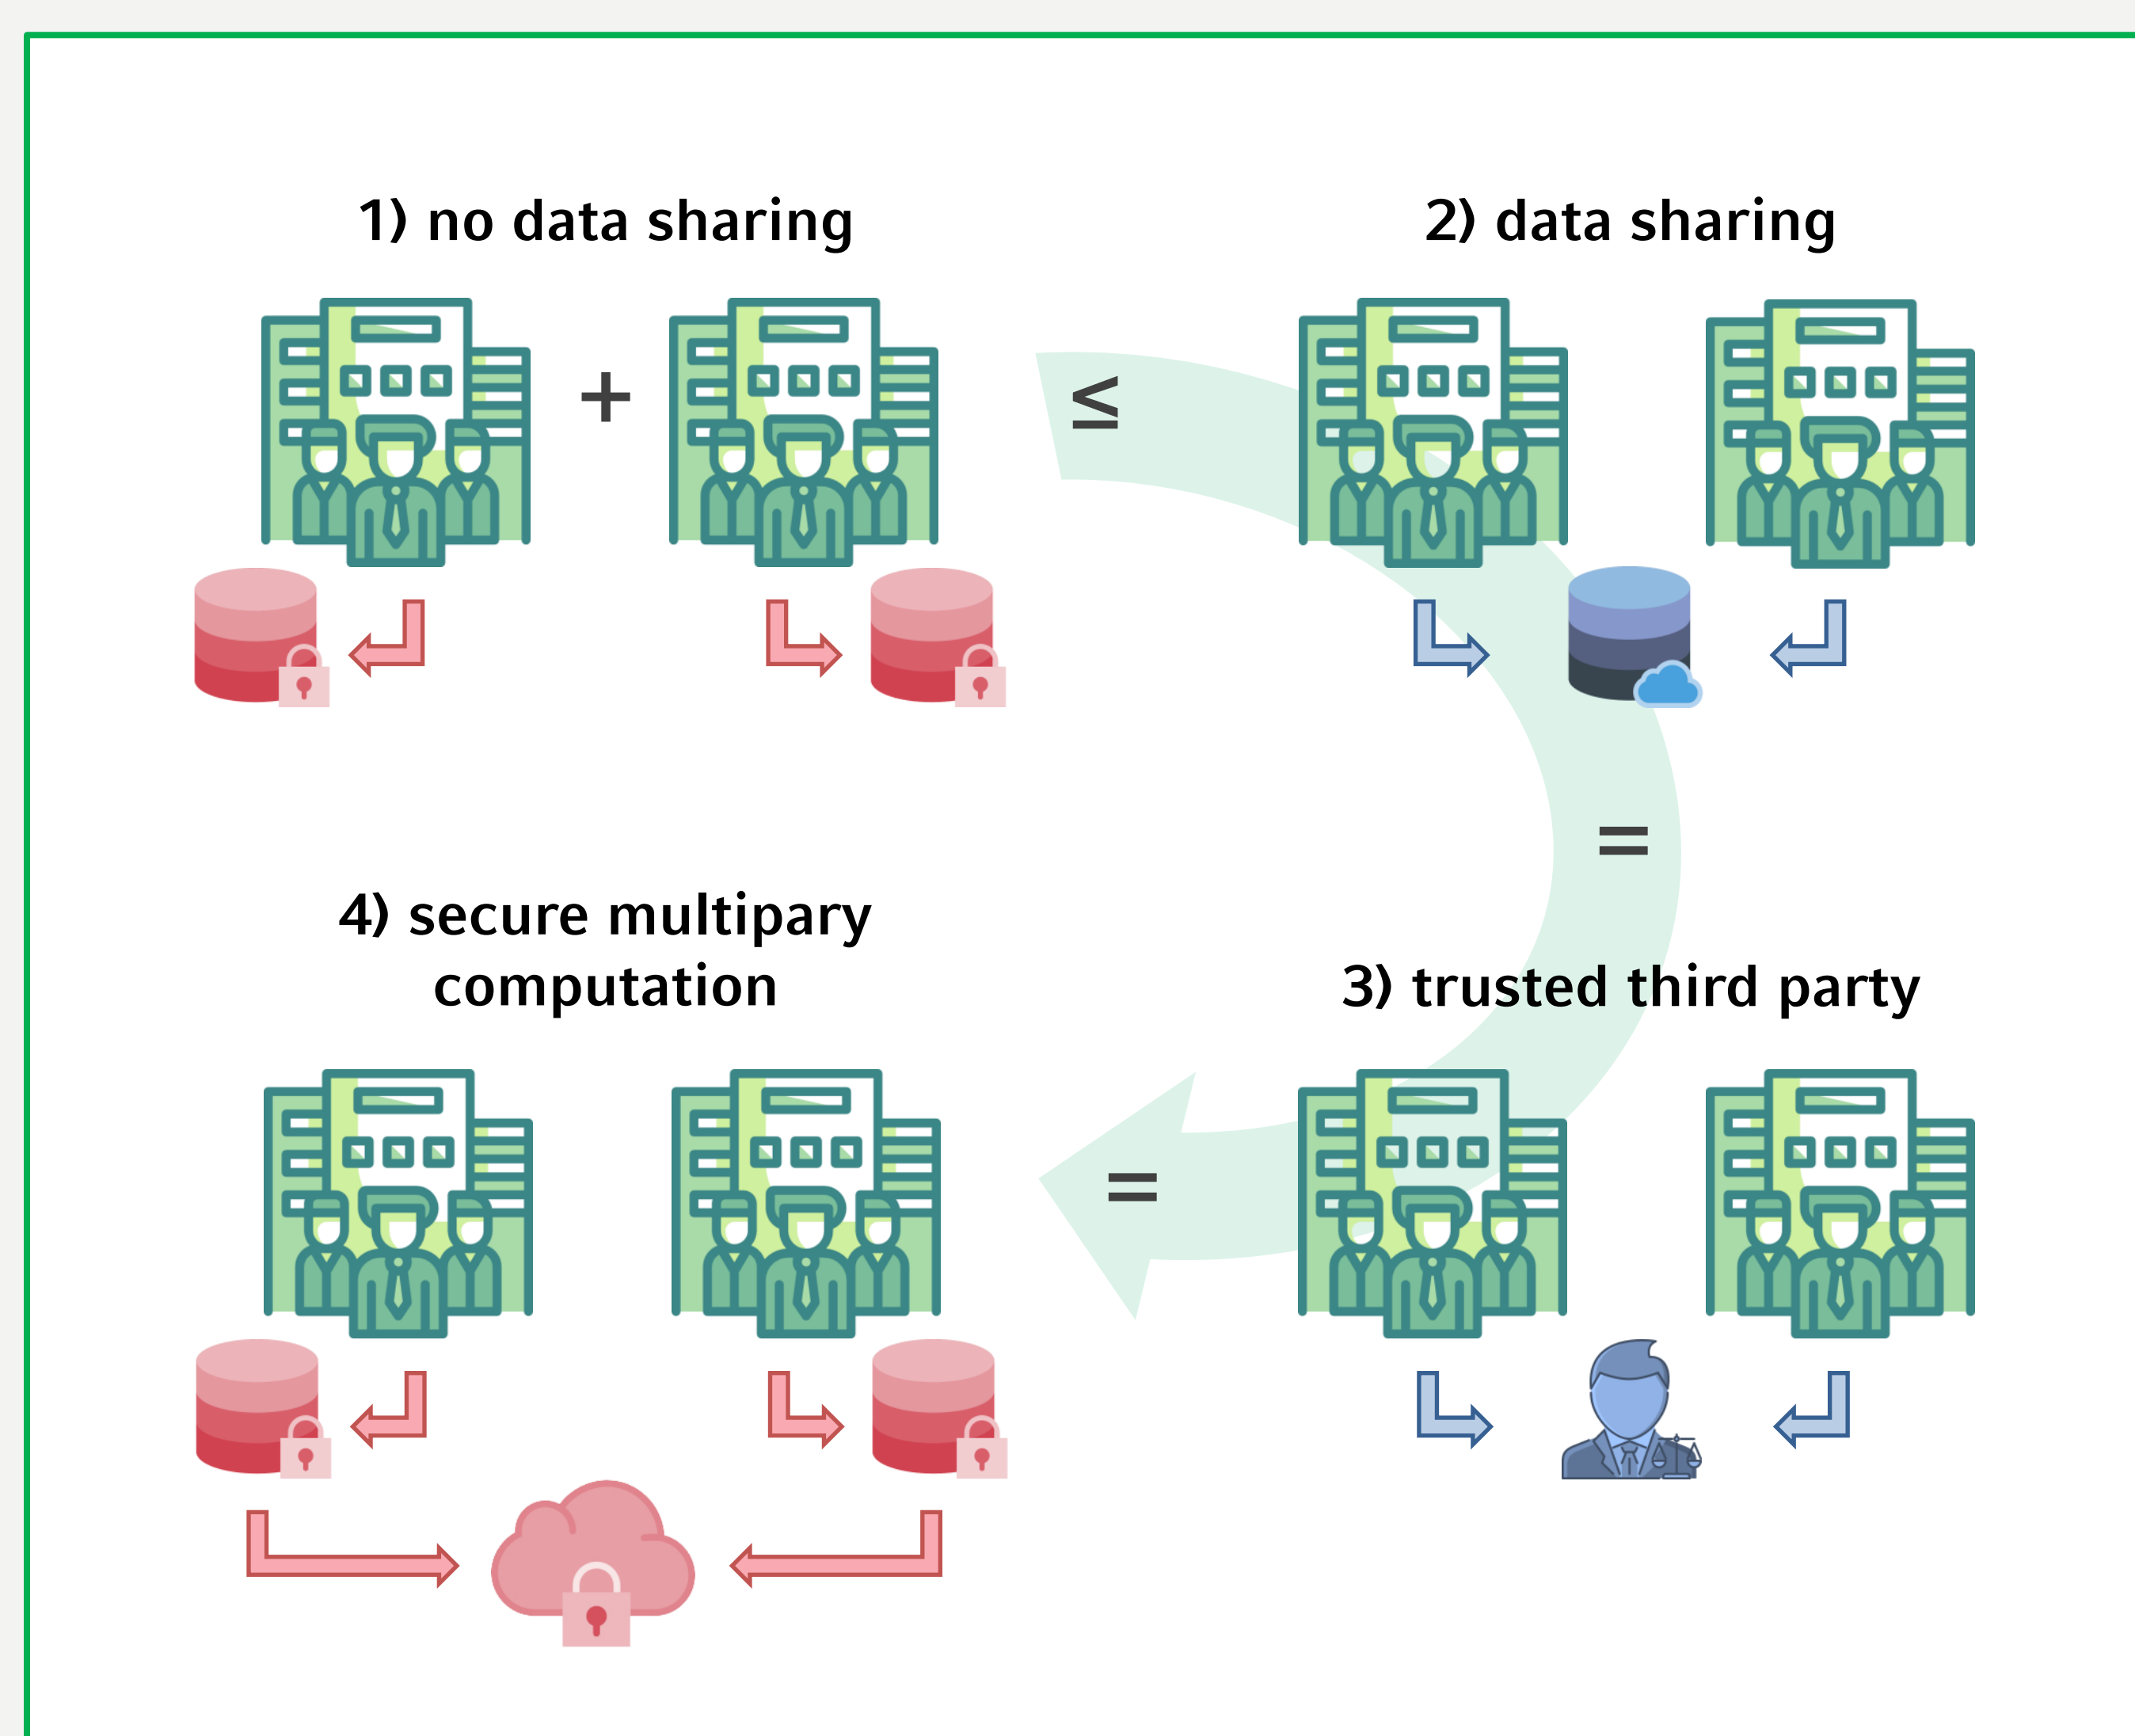 1) no data sharing
2) data sharing
+
≤
=
4) secure multipary
computation
3) trusted third party
=